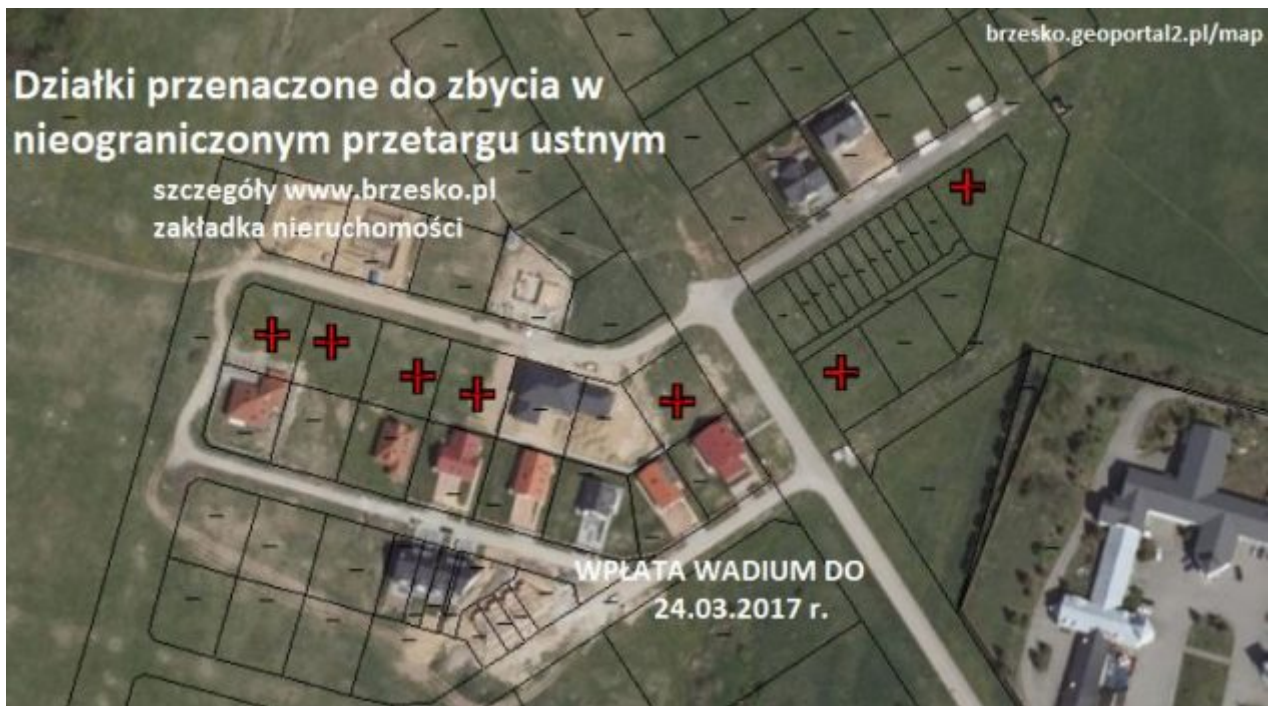 brzesko.geoportal2.pl/map
Działki przenaczone do zbycia w
nieograniczonym przetargu ustnym
szczegóły www.brzesko.pl
zakładka nieruchomości
WPŁATA WADIUM DO
24.03.2017 r.